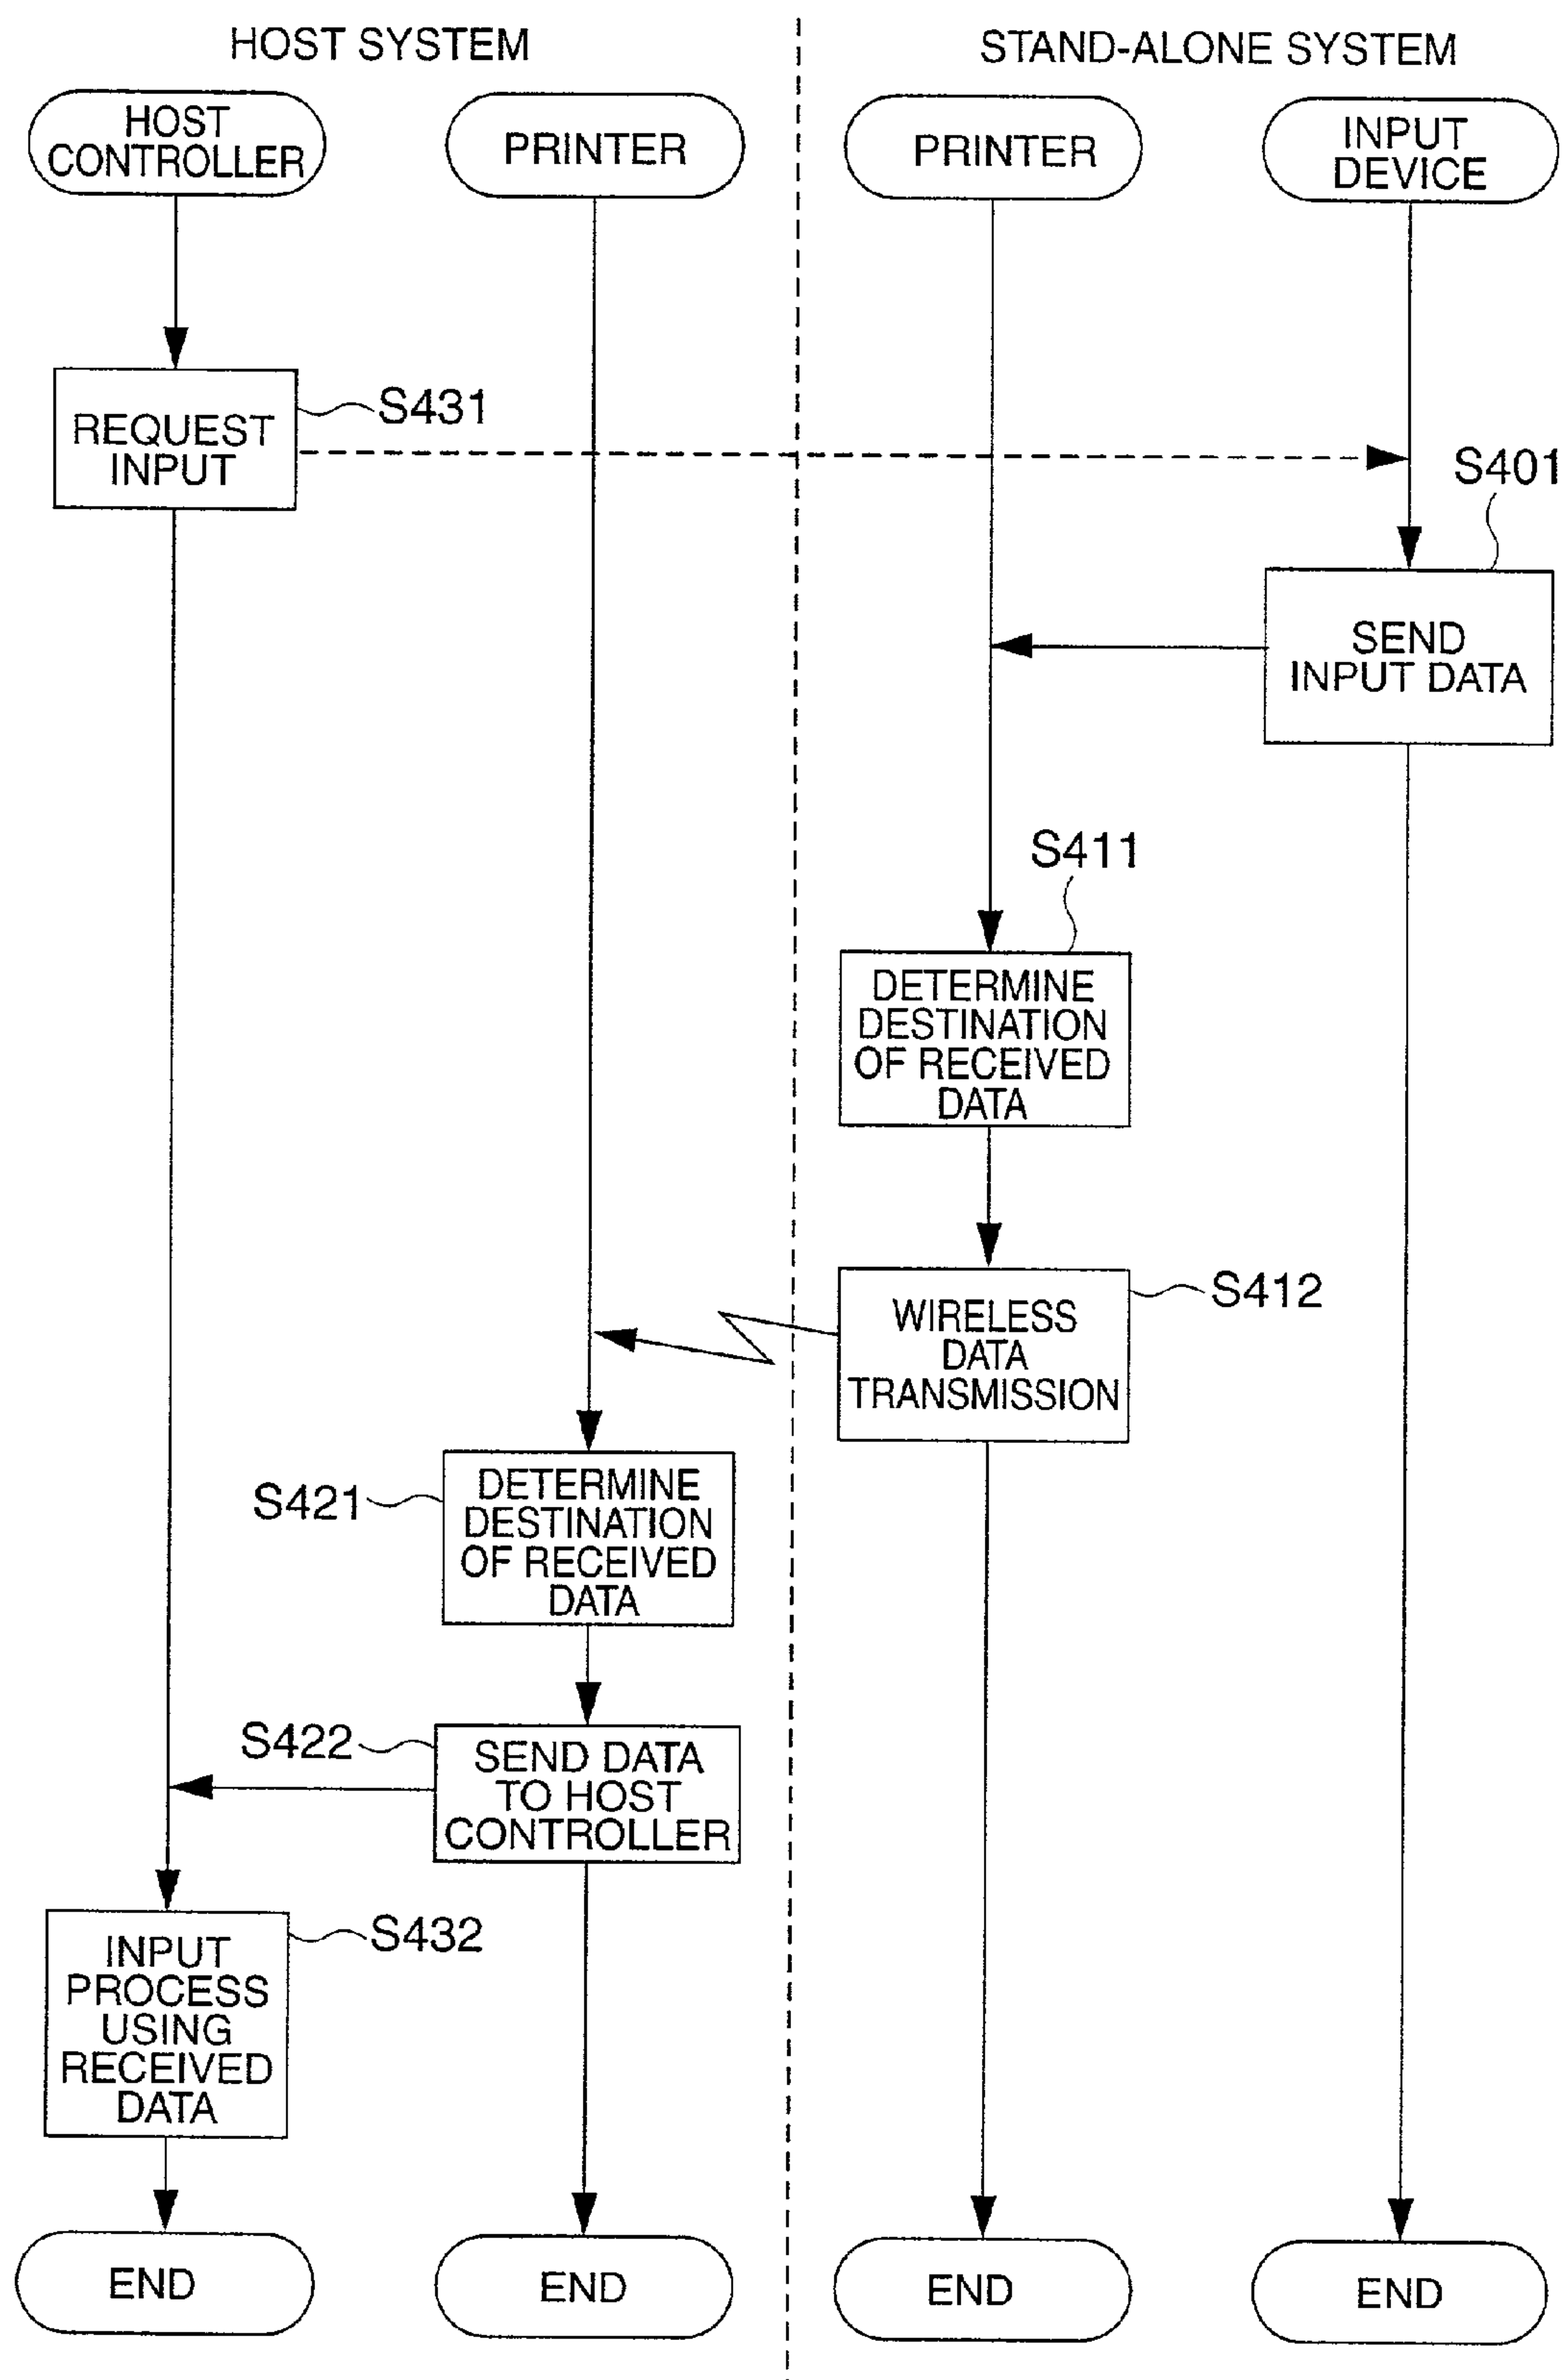 HOST SYSTEM
STAND-ALONE SYSTEM
HOST
CONTROLLER
PRINTER
PRINTER
INPUT
DEVICE
REQUEST
INPUT
S431
S401
SEND
INPUT DATA
S411
DETERMINE
DESTINATION
OF RECEIVED
DATA
WIRELESS
DATA
TRANSMISSION
S412
S421
DETERMINE
DESTINATION
OF RECEIVED
DATA
S422
SEND DATA
TO HOST
CONTROLLER
INPUT
PROCESS
USING
RECEIVED
DATA
S432
END
END
END
END